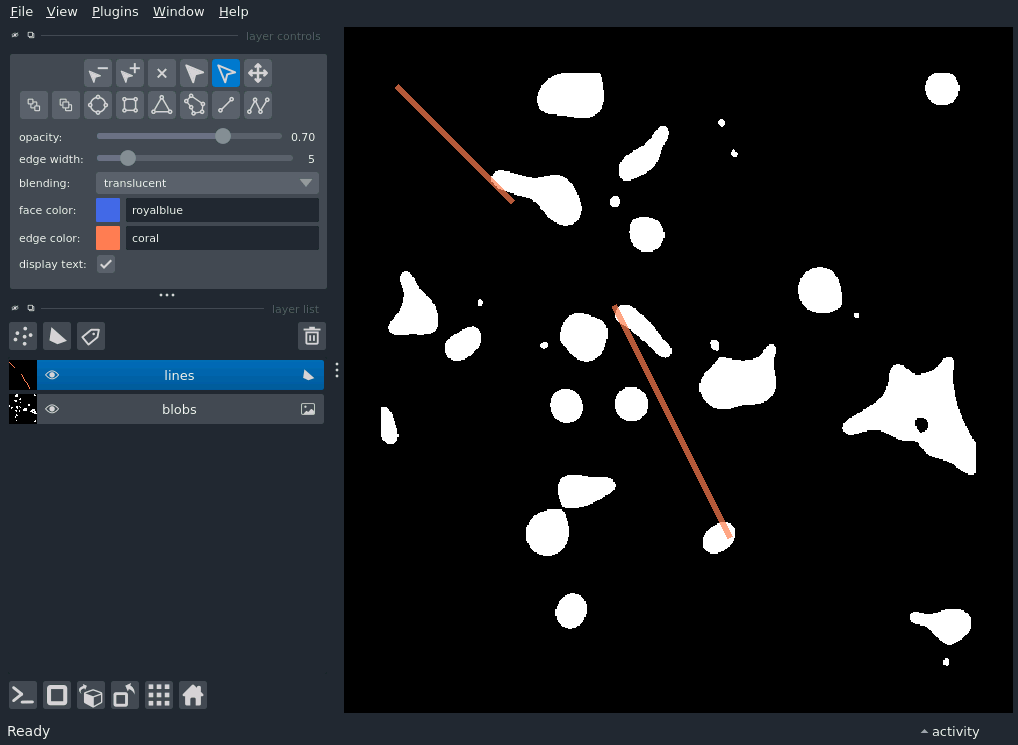 File View Plugins Window Help
layer controls
opacity: 0.70
edge width: 5
blending: translucent
face color: royalblue
edge color: coral
display text:
layer list
lines
blobs
Ready
activity